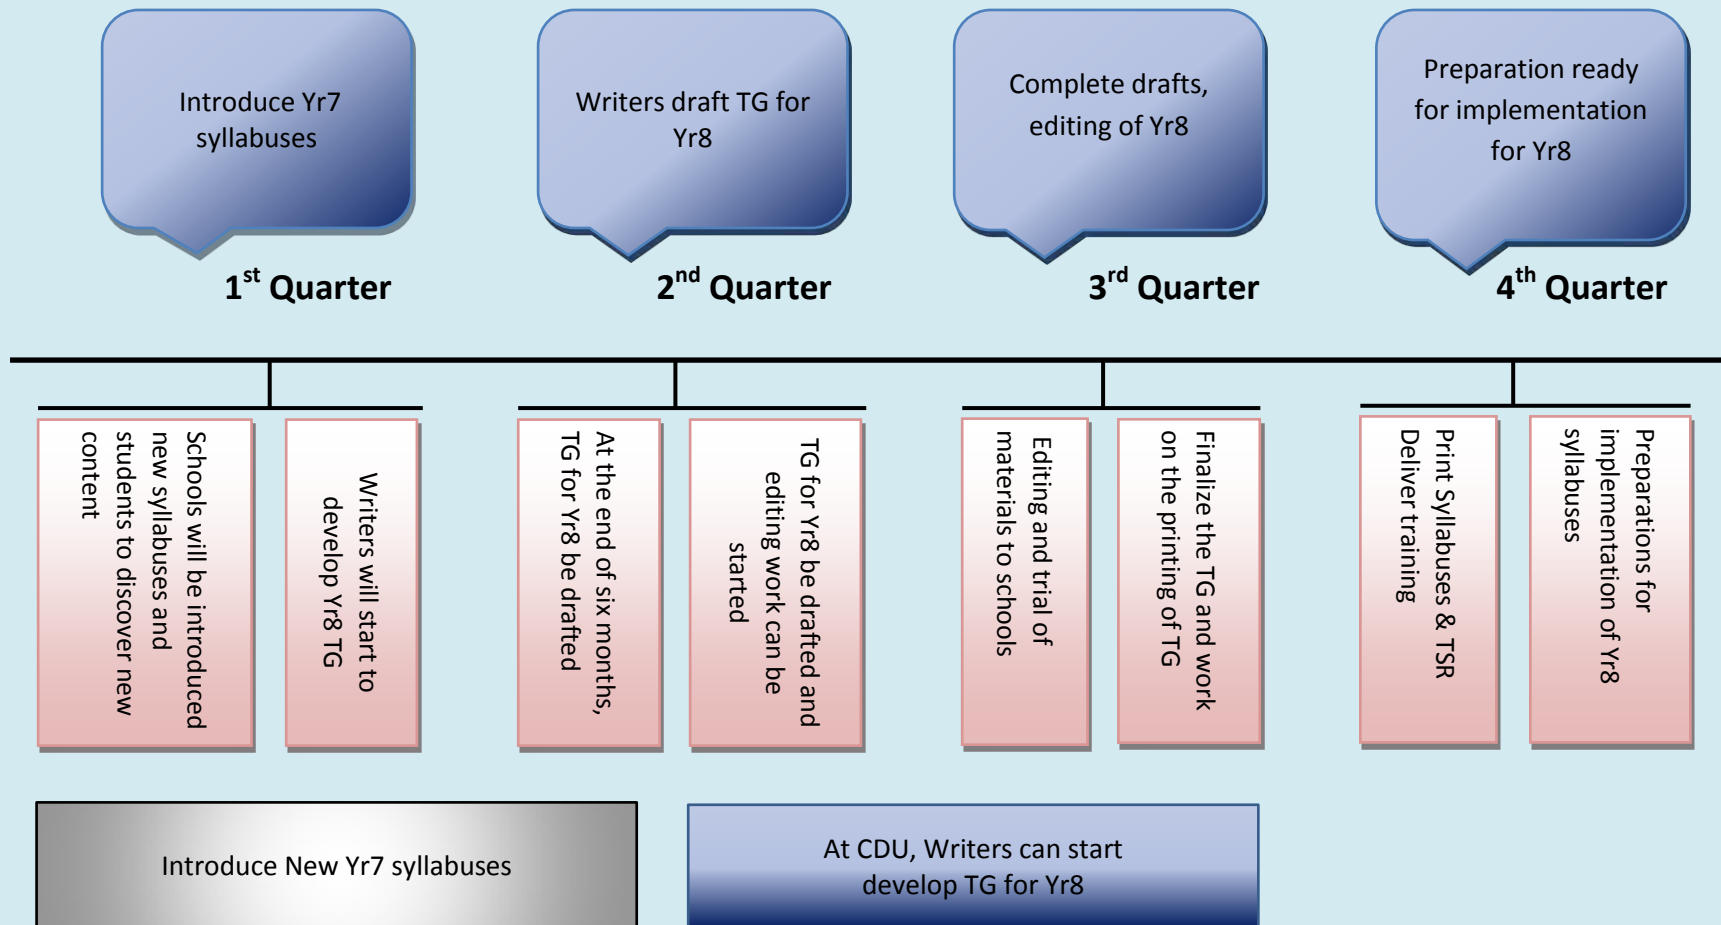 Introduce Yr7
syllabuses
Writers draft TG for
Yr8
Complete drafts,
editing of Yr8
Preparation ready
for implementation
for Yr8
1st Quarter
2nd Quarter
3rd Quarter
4th Quarter
Schools will be introduced
new syllabuses and
students to discover new
content
Writers will start to
develop Yr8 TG
At the end of six months,
TG for Yr8 be drafted
TG for Yr8 be drafted and
editing work can be
started
Editing and trial of
materials to schools
Finalize the TG and work
on the printing of TG
Print Syllabuses & TSR
Deliver training
Preparations for
implementation of Yr8
syllabuses
Introduce New Yr7 syllabuses
At CDU, Writers can start
develop TG for Yr8